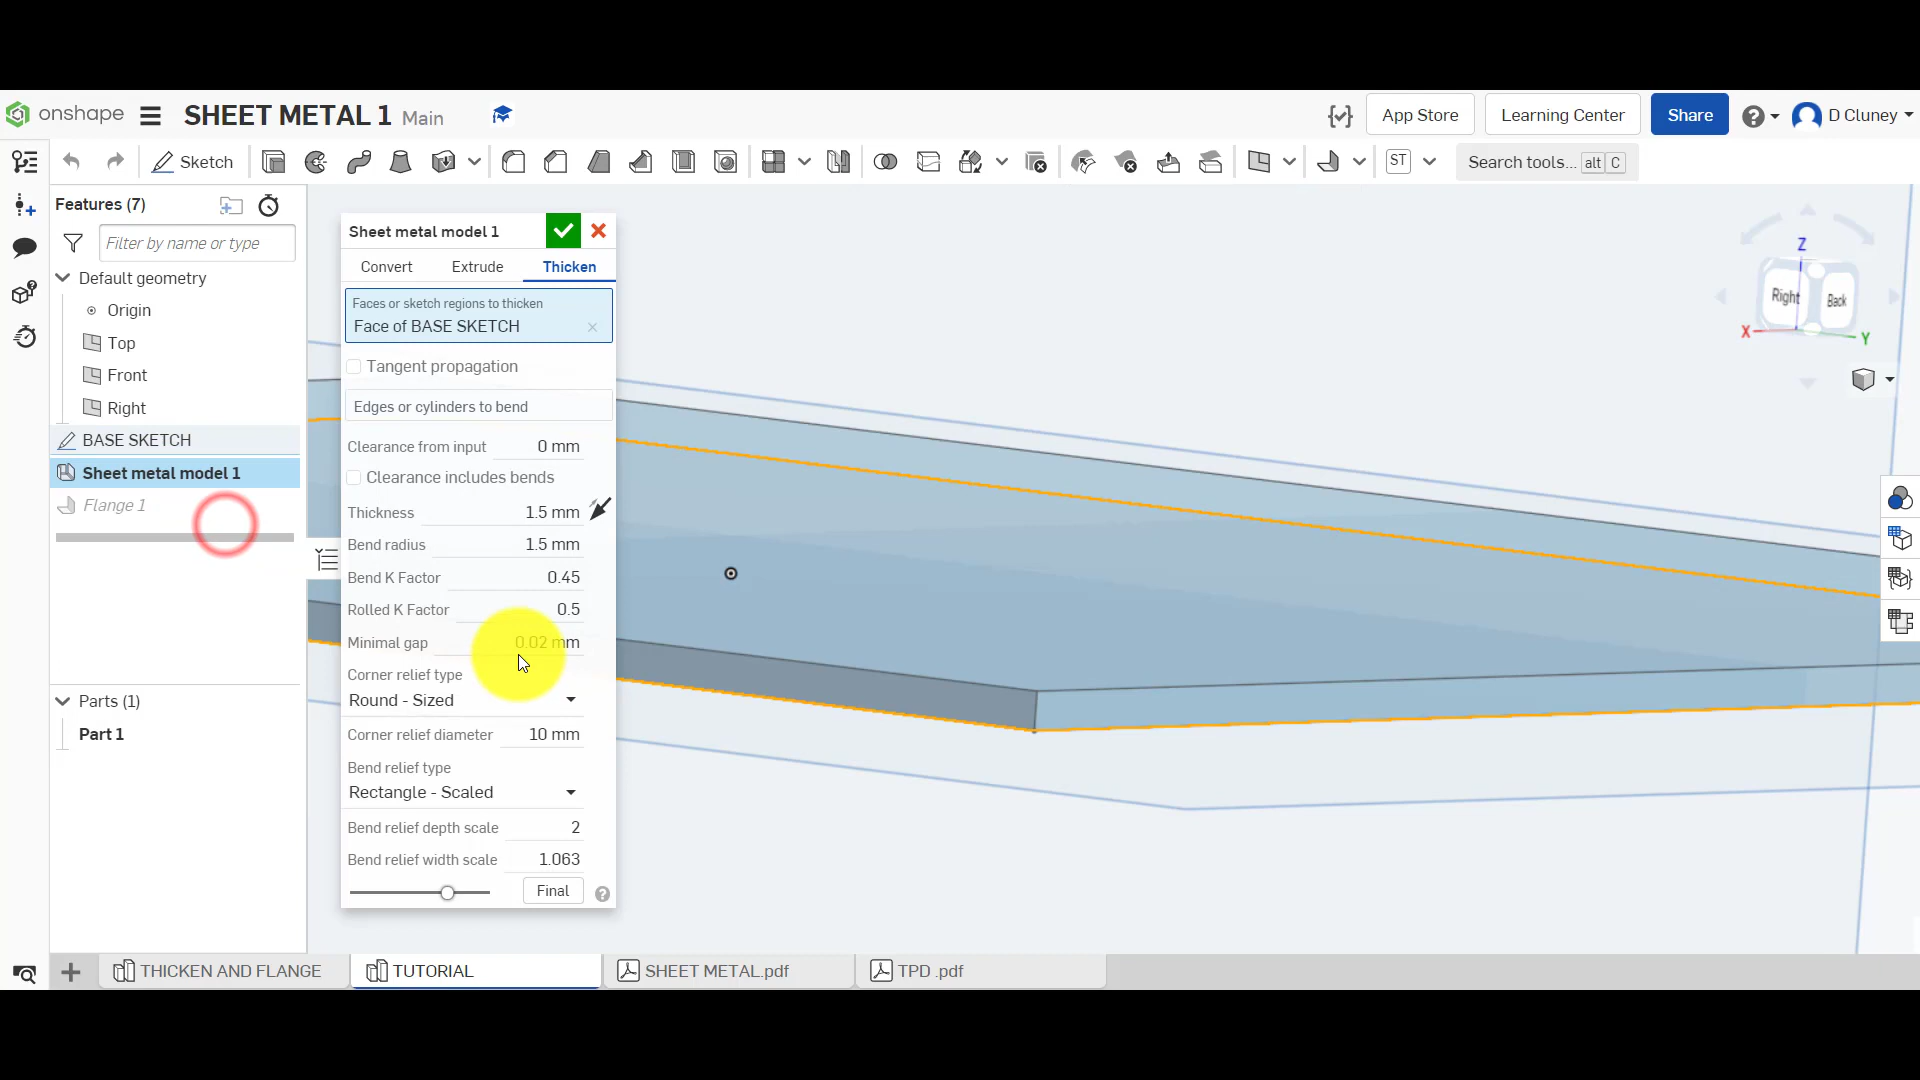 onshape SHEET METAL 1 Main App Store Learning Center Share D Cluney
Sketch ST Search tools... alt C
Features (7)
Filter by name or type
Default geometry
Origin
Top
Front
Right
BASE SKETCH
Sheet metal model 1
Flange 1
Parts (1)
Part 1
Sheet metal model 1
Convert Extrude Thicken
Faces or sketch regions to thicken
Face of BASE SKETCH
Tangent propagation
Edges or cylinders to bend
Clearance from input 0 mm
Clearance includes bends
Thickness 1.5 mm
Bend radius 1.5 mm
Bend K Factor 0.45
Rolled K Factor 0.5
Minimal gap 0.02 mm
Corner relief type
Round - Sized
Corner relief diameter 10 mm
Bend relief type
Rectangle - Scaled
Bend relief depth scale 2
Bend relief width scale 1.063
Final
Z
Right Back
X Y
THICKEN AND FLANGE TUTORIAL SHEET METAL.pdf TPD .pdf